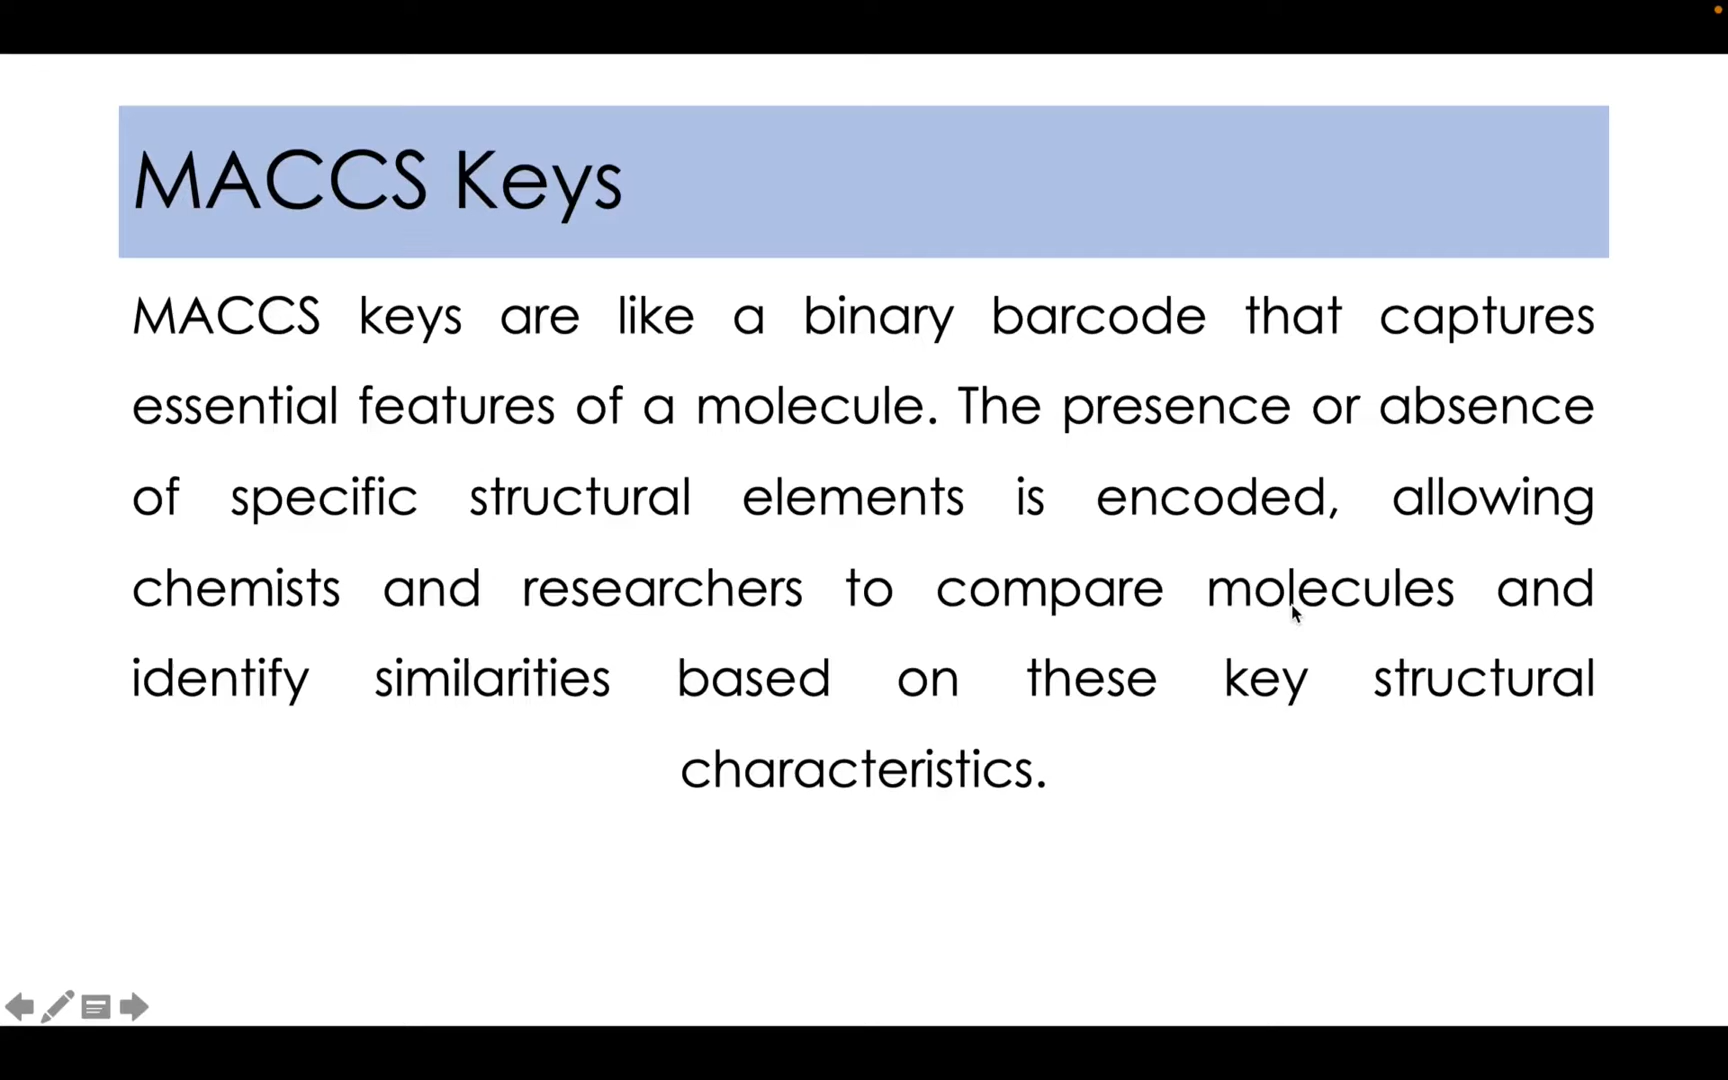 MACCS Keys
MACCS keys are like a binary barcode that captures
essential features of a molecule. The presence or absence
of specific structural elements is encoded, allowing
chemists and researchers to compare molecules and
identify similarities based on these key structural
characteristics.